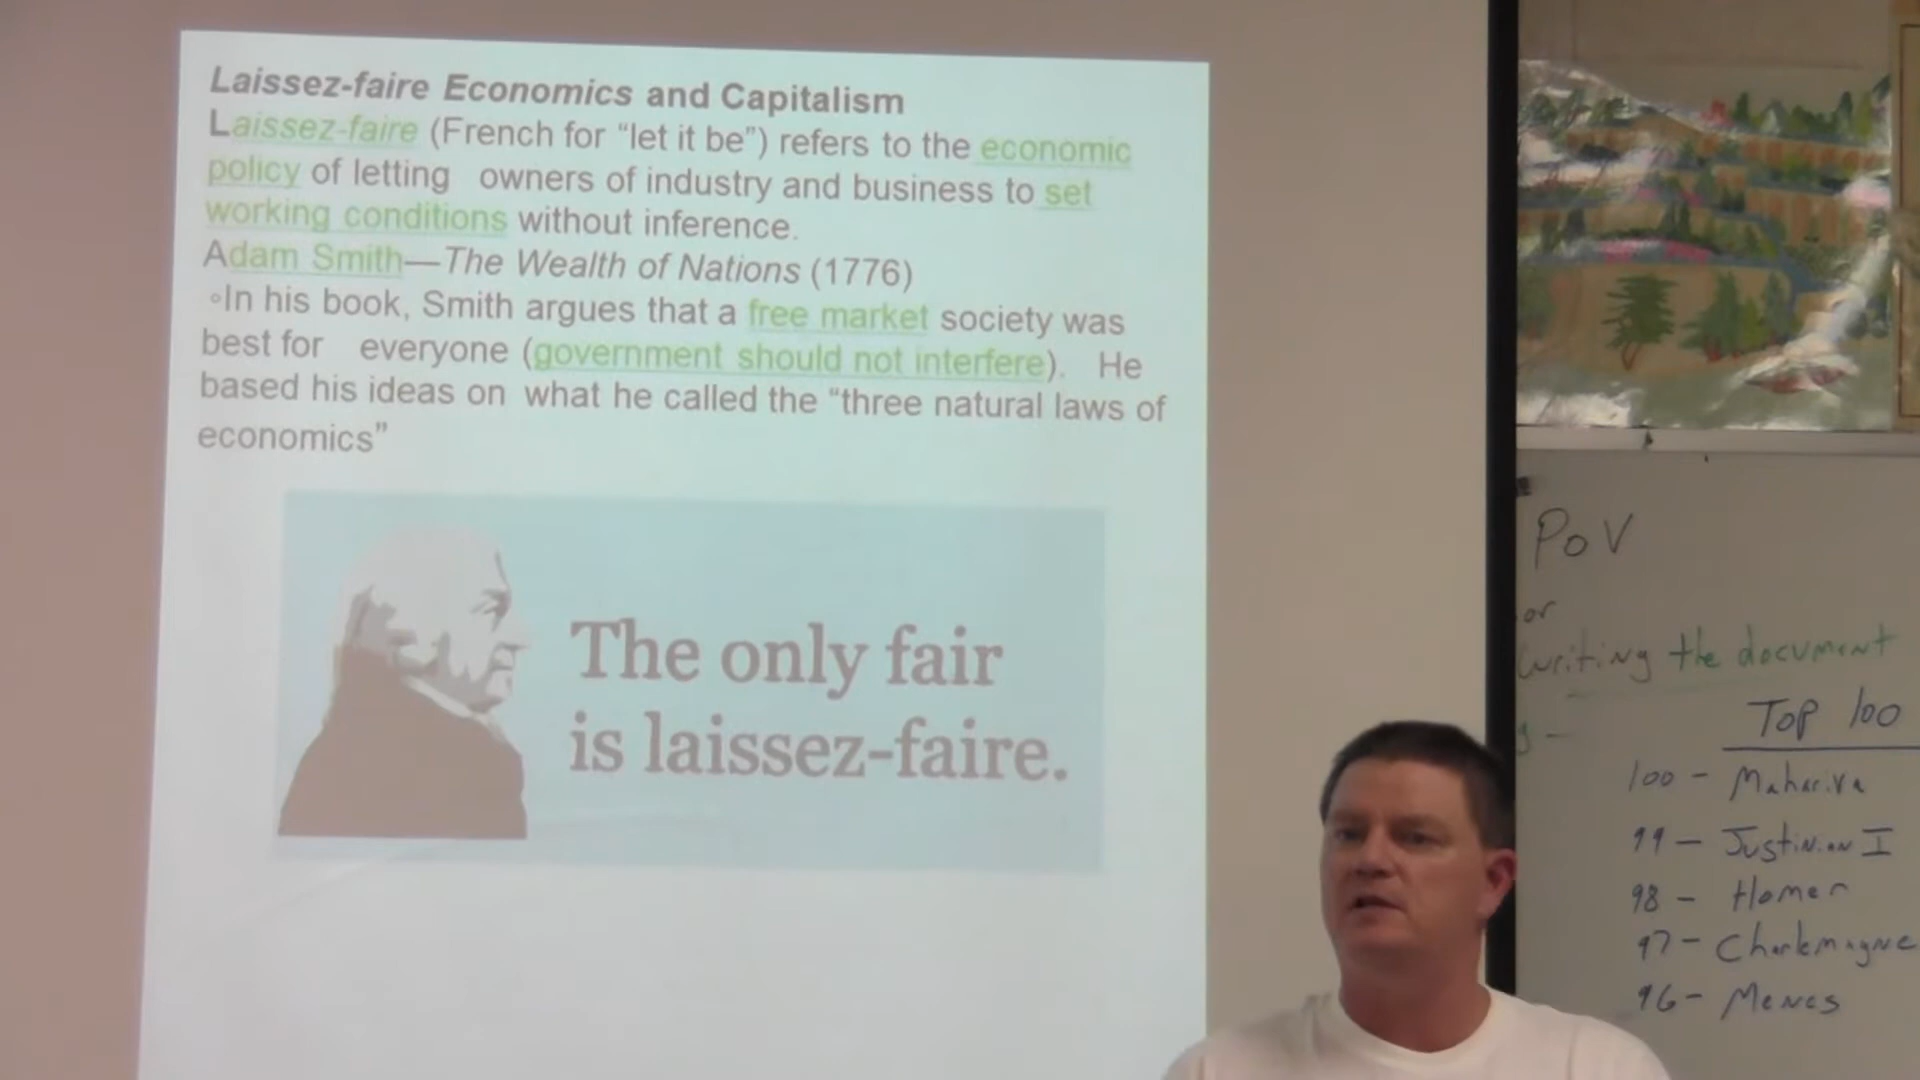 Laissez-faire Economics and Capitalism
Laissez-faire (French for “let it be”) refers to the economic
policy of letting owners of industry and business to set
working conditions without inference.
Adam Smith—The Wealth of Nations (1776)
◦In his book, Smith argues that a free market society was
best for everyone (government should not interfere). He
based his ideas on what he called the “three natural laws of
economics”
The only fair
is laissez-faire.
PoV
or
writing the document
TOP 100
100 - Mahariva
99 - Justinian I
98 - Homer
97 - Charlemagne
96 - Menes